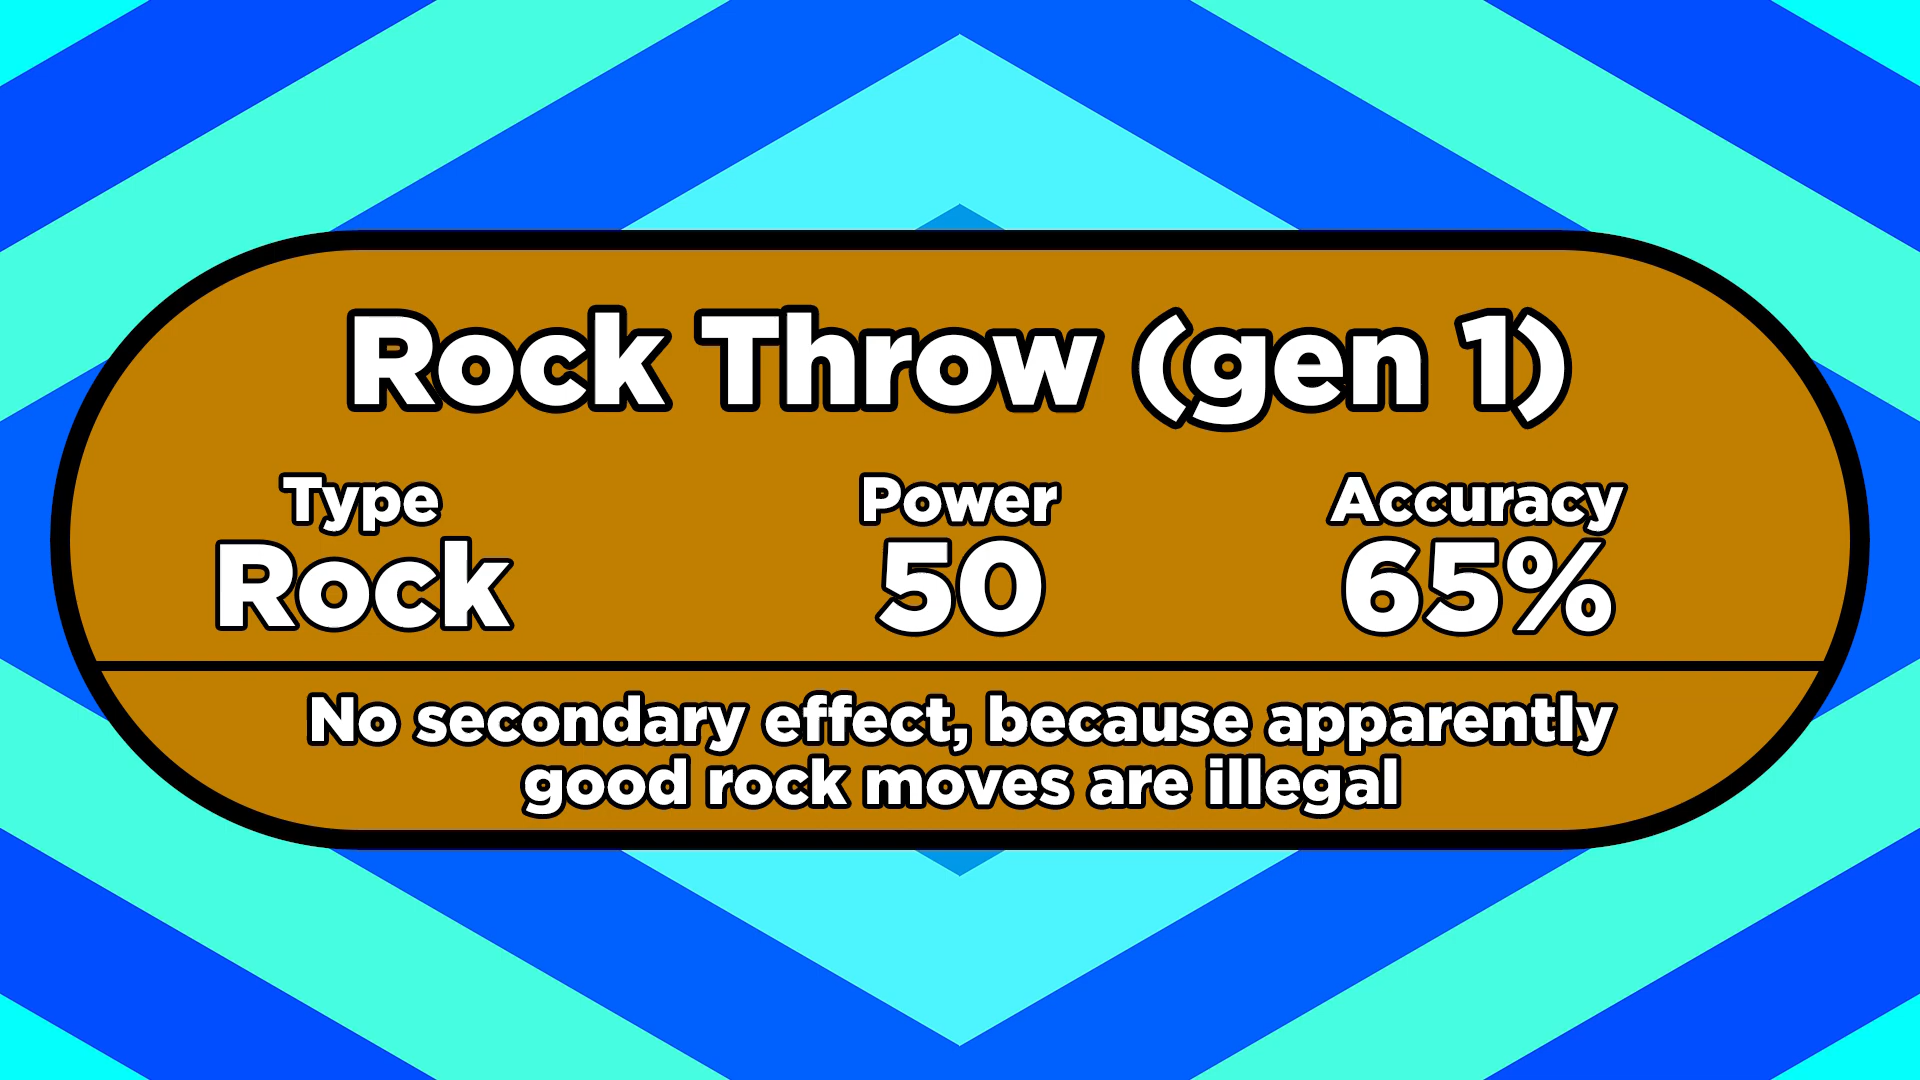 Rock Throw (gen 1)
Type Power Accuracy
Rock 50 65%
No secondary effect, because apparently
good rock moves are illegal